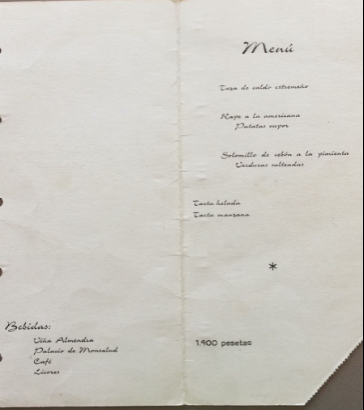 Menú
Taza de caldo extremeño
Rape a la americana
Patatas vapor
Solomillo de cebón a la pimienta
Verduras salteadas
Tarta helada
Tarta manzana
*
1.900 pesetas
Bebidas:
Viña Almendra
Palacio de Monsalud
Café
Licores